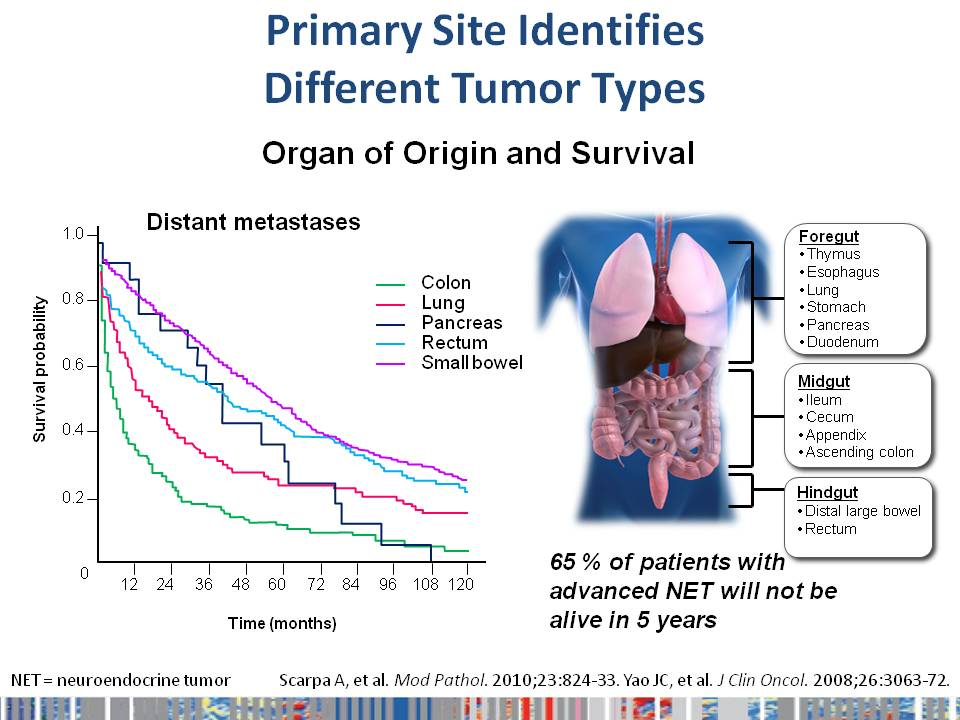 Primary Site Identifies
Different Tumor Types
Organ of Origin and Survival
Distant metastases
Survival probability
1.0
0.8
0.6
0.4
0.2
0
12 24 36 48 60 72 84 96 108 120
Time (months)
Colon
Lung
Pancreas
Rectum
Small bowel
Foregut
• Thymus
• Esophagus
• Lung
• Stomach
• Pancreas
• Duodenum
Midgut
• Ileum
• Cecum
• Appendix
• Ascending colon
Hindgut
• Distal large bowel
• Rectum
65 % of patients with
advanced NET will not be
alive in 5 years
NET = neuroendocrine tumor
Scarpa A, et al. Mod Pathol. 2010;23:824-33. Yao JC, et al. J Clin Oncol. 2008;26:3063-72.